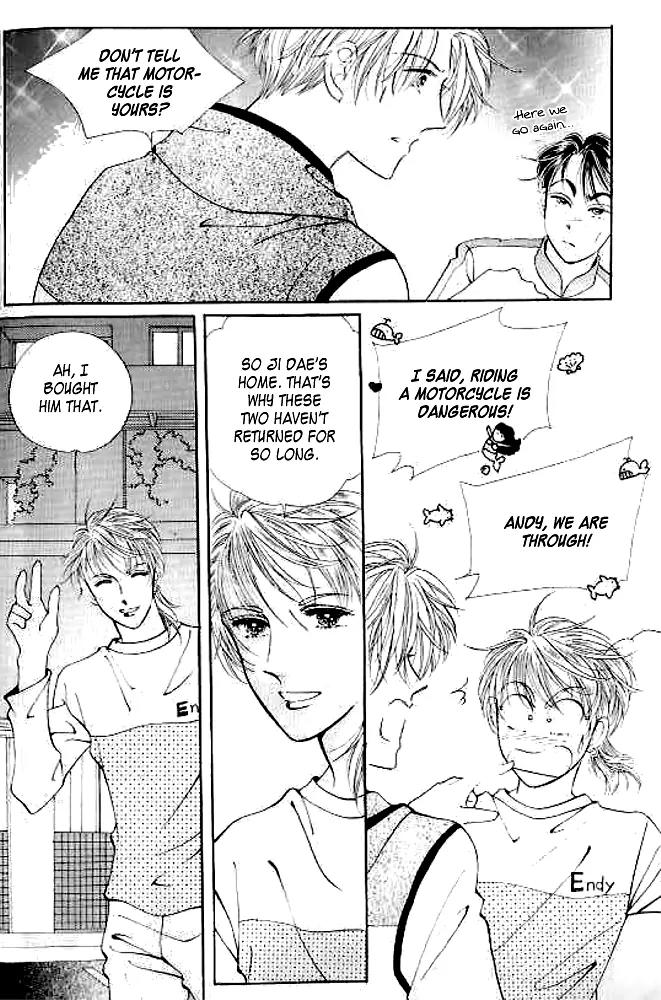 DON'T TELL
ME THAT MOTOR-
CYCLE IS
YOURS?
Here we
go again...
AH, I
BOUGHT
HIM THAT.
En
SO JI DAE'S
HOME. THAT'S
WHY THESE
TWO HAVEN'T
RETURNED FOR
SO LONG.
I SAID, RIDING
A MOTORCYCLE IS
DANGEROUS!
ANDY, WE ARE
THROUGH!
Endy